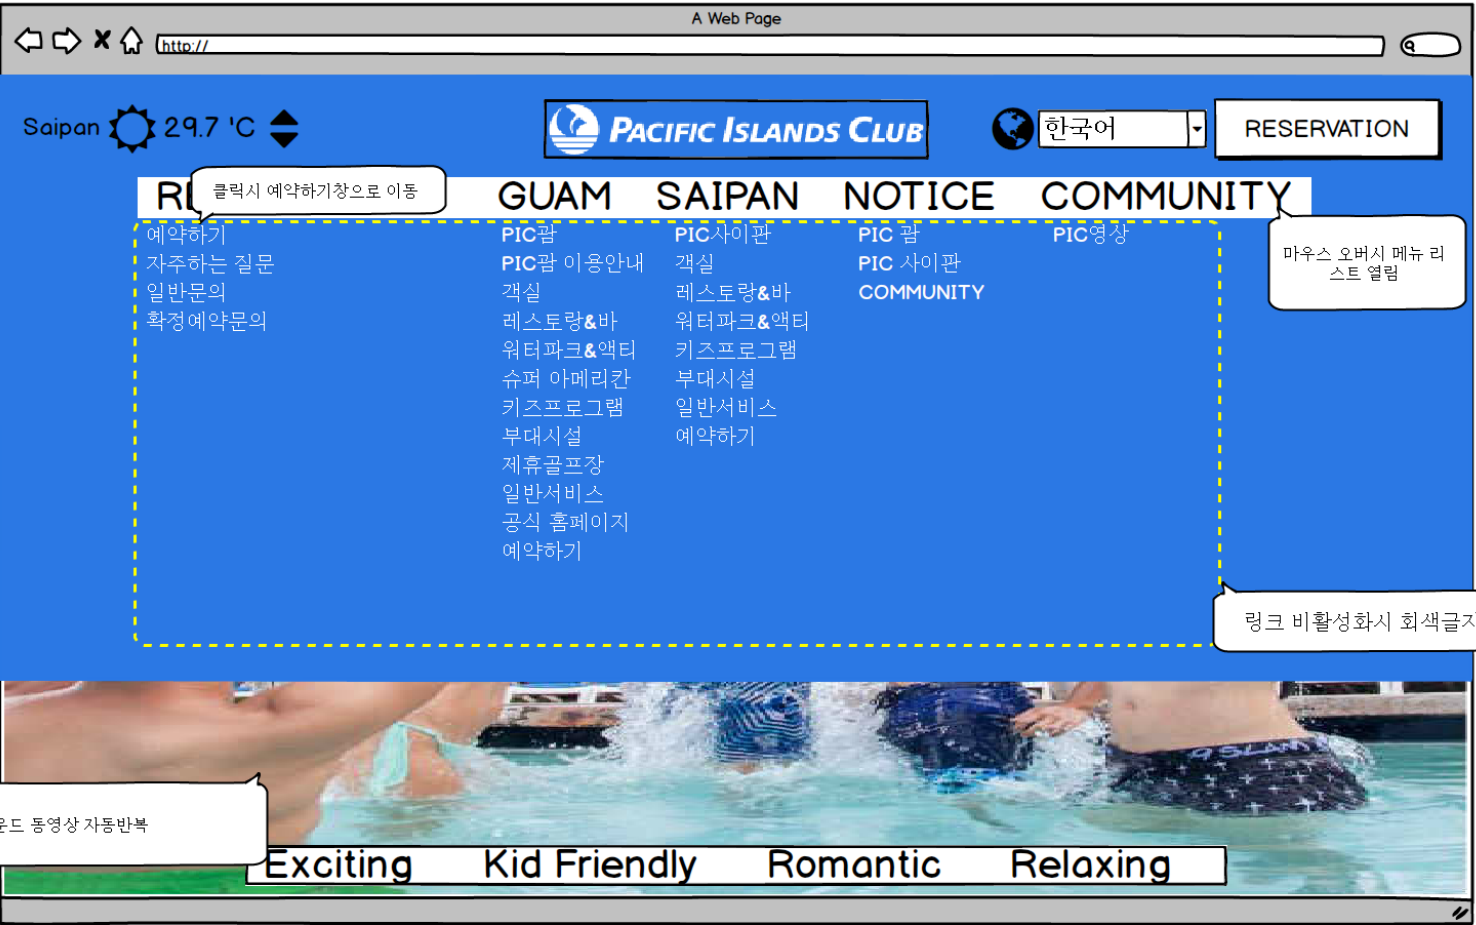 A Web Page
http://
Saipan 29.7 'C
PACIFIC ISLANDS CLUB
한국어
RESERVATION
클릭시 예약하기창으로 이동
GUAM SAIPAN NOTICE COMMUNITY
예약하기
자주하는 질문
일반문의
확정예약문의
PIC괌
PIC괌 이용안내
객실
레스토랑&바
워터파크&액티
슈퍼 아메리칸
키즈프로그램
부대시설
제휴골프장
일반서비스
공식 홈페이지
예약하기
PIC사이판
객실
레스토랑&바
워터파크&액티
키즈프로그램
부대시설
일반서비스
예약하기
PIC 괌
PIC 사이판
COMMUNITY
PIC영상
마우스 오버시 메뉴 리
스트 열림
링크 비활성화시 회색글자
동영상 자동반복
Exciting Kid Friendly Romantic Relaxing